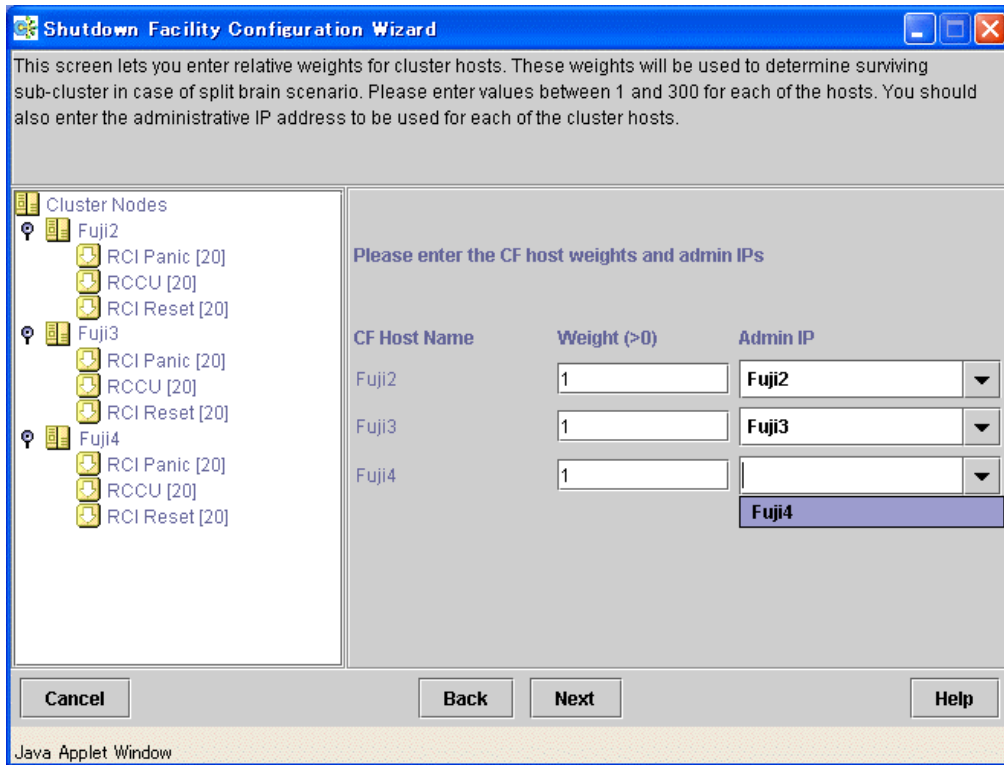 Shutdown Facility Configuration Wizard
This screen lets you enter relative weights for cluster hosts. These weights will be used to determine surviving
sub-cluster in case of split brain scenario. Please enter values between 1 and 300 for each of the hosts. You should
also enter the administrative IP address to be used for each of the cluster hosts.
Cluster Nodes
Fuji2
RCI Panic [20]
RCCU [20]
RCI Reset [20]
Fuji3
RCI Panic [20]
RCCU [20]
RCI Reset [20]
Fuji4
RCI Panic [20]
RCCU [20]
RCI Reset [20]
Please enter the CF host weights and admin IPs
CF Host Name Weight (>0) Admin IP
Fuji2 1 Fuji2
Fuji3 1 Fuji3
Fuji4 1
Fuji4
Cancel Back Next Help
Java Applet Window